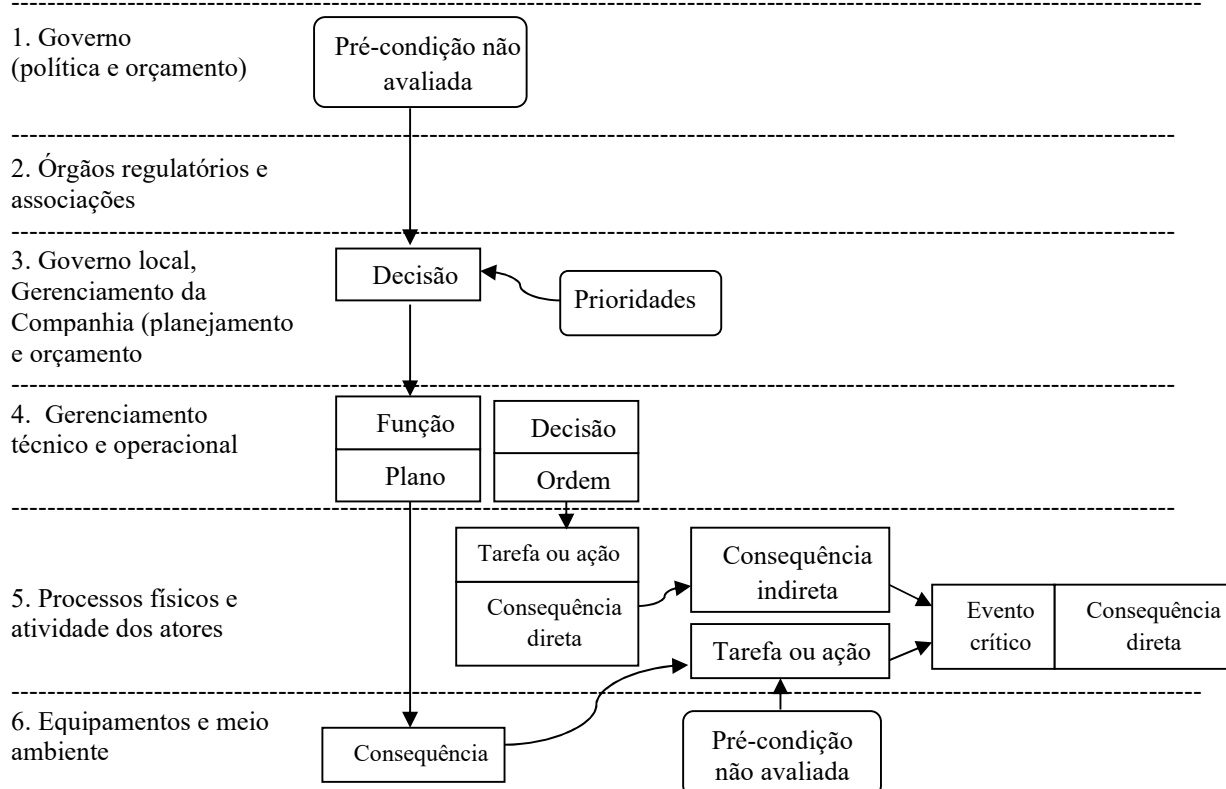 1. Governo
(política e orçamento)
Pré-condição não
avaliada
2. Órgãos regulatórios e
associações
3. Governo local,
Gerenciamento da
Companhia (planejamento
e orçamento
Decisão
Prioridades
4. Gerenciamento
técnico e operacional
Função
Plano
Decisão
Ordem
5. Processos físicos e
atividade dos atores
Tarefa ou ação
Consequência
direta
Consequência
indireta
Tarefa ou ação
Evento
crítico
Consequência
direta
6. Equipamentos e meio
ambiente
Consequência
Pré-condição
não avaliada